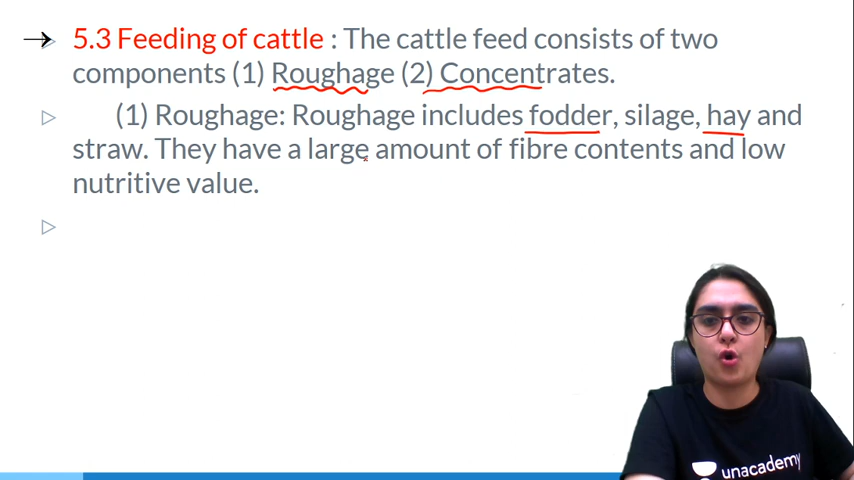 5.3 Feeding of cattle : The cattle feed consists of two
components (1) Roughage (2) Concentrates.
(1) Roughage: Roughage includes fodder, silage, hay and
straw. They have a large amount of fibre contents and low
nutritive value.
unacademy